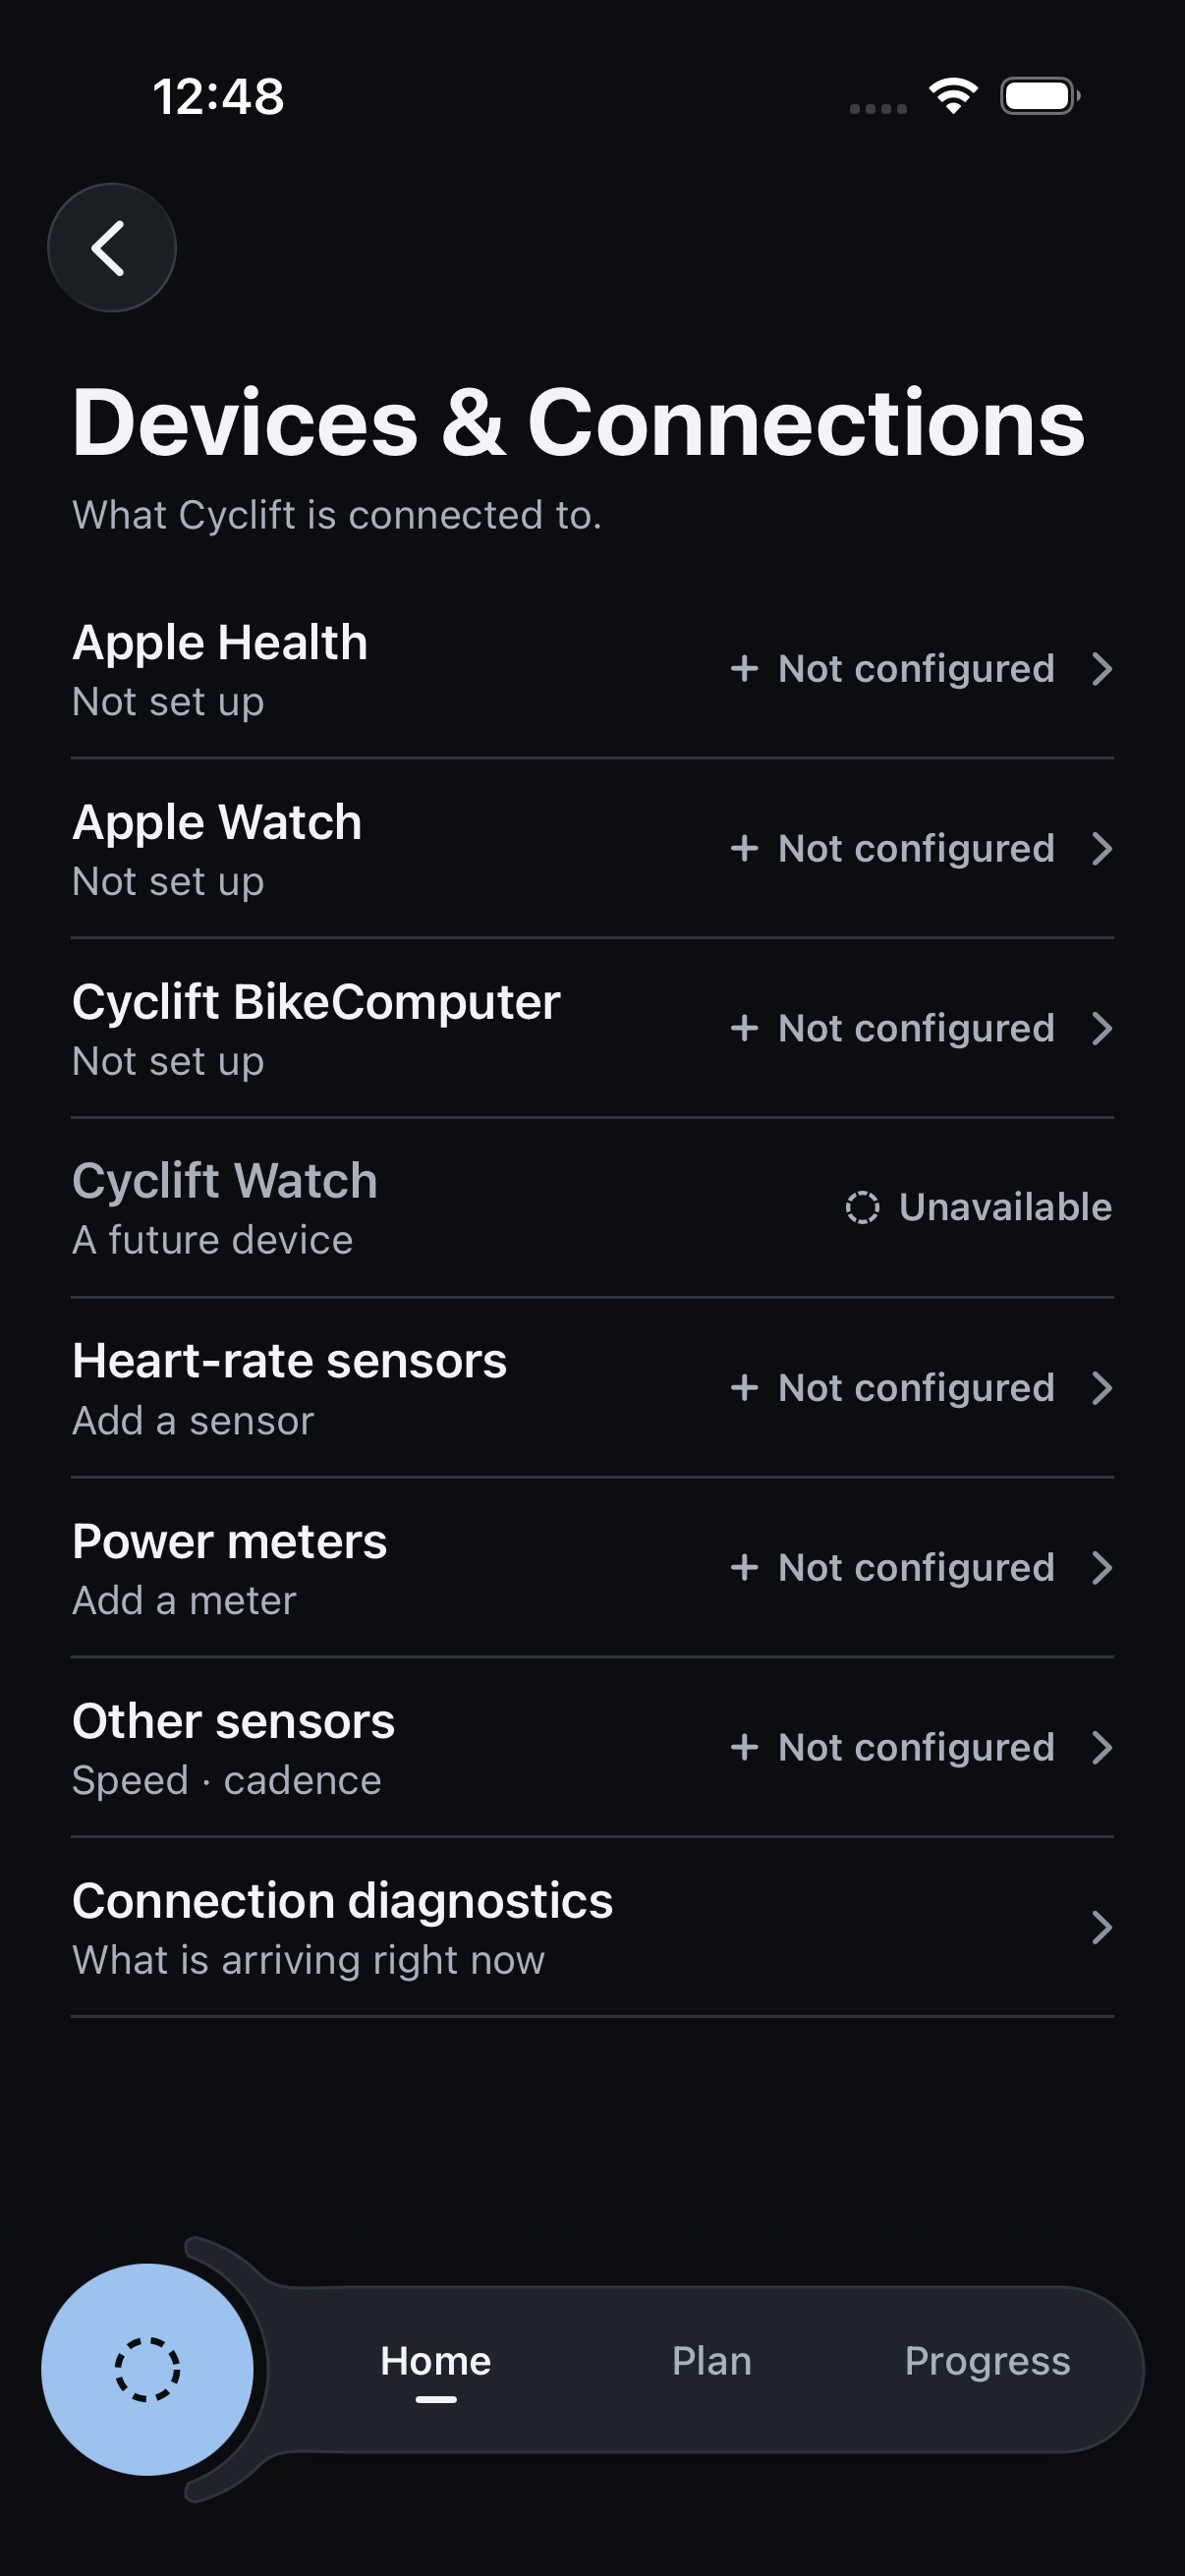 12:48
Devices & Connections
What Cyclift is connected to.
Apple Health
Not set up
+ Not configured
Apple Watch
Not set up
+ Not configured
Cyclift BikeComputer
Not set up
+ Not configured
Cyclift Watch
A future device
Unavailable
Heart-rate sensors
Add a sensor
+ Not configured
Power meters
Add a meter
+ Not configured
Other sensors
Speed · cadence
+ Not configured
Connection diagnostics
What is arriving right now
Home Plan Progress